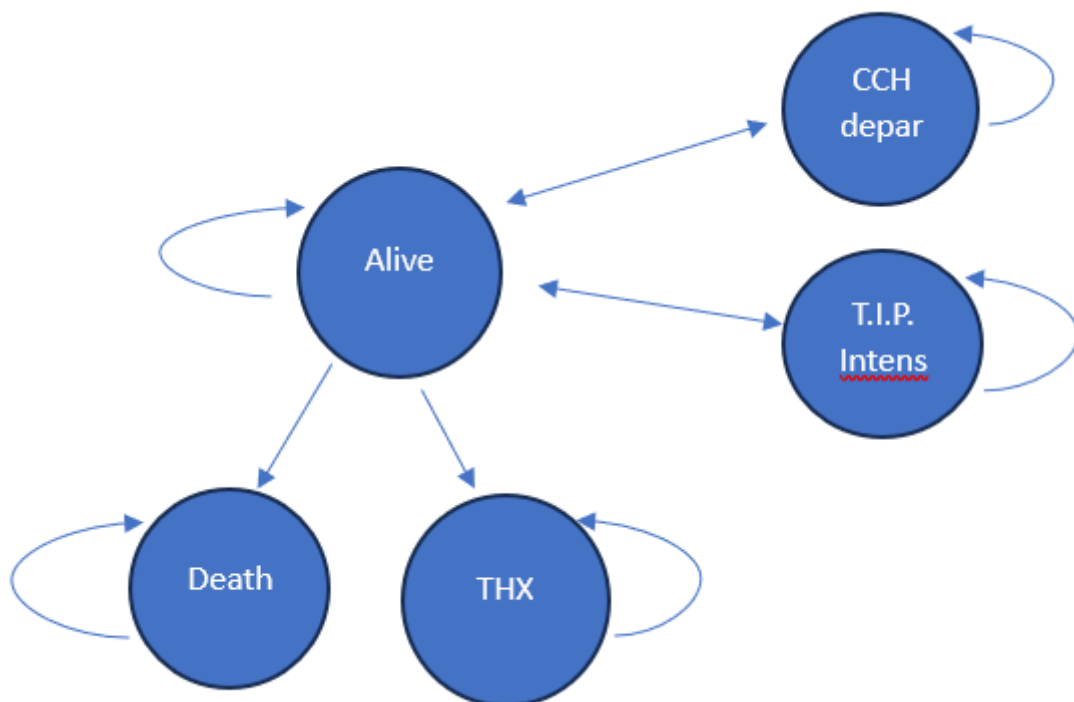 CCH
depar
Alive
T.I.P.
Intens
Death
THX